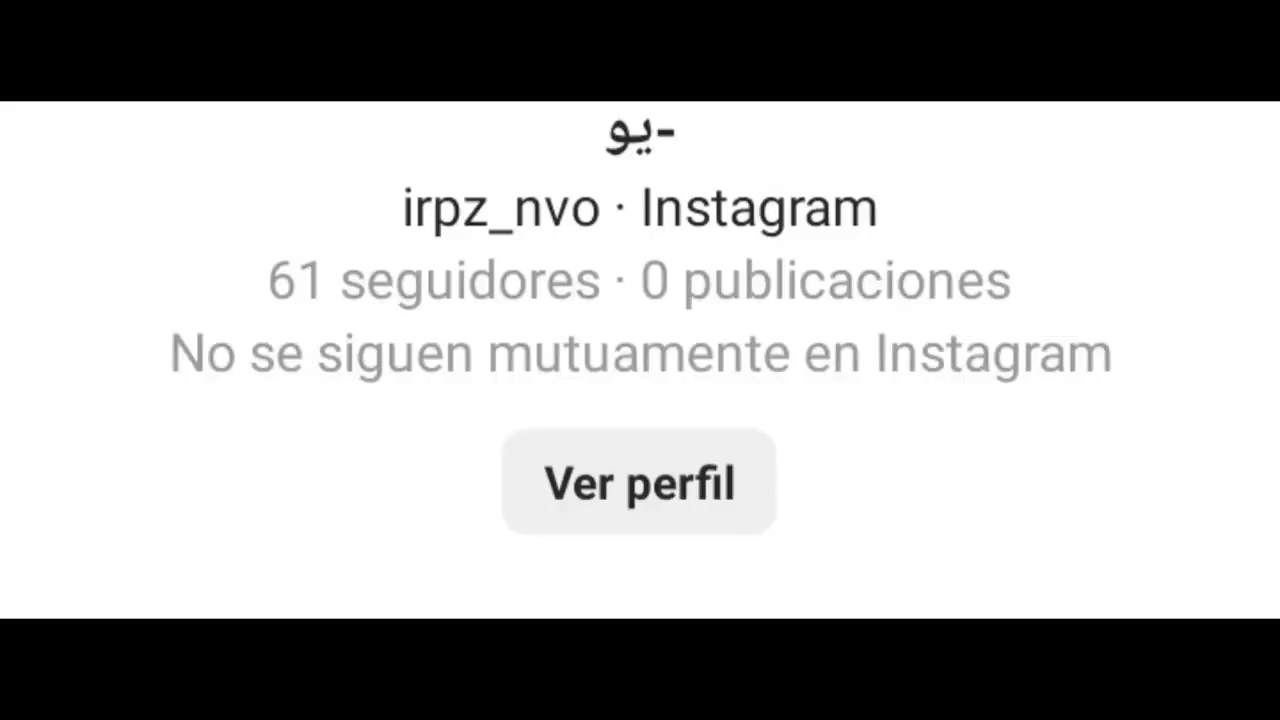 -يو
irpz_nvo · Instagram
61 seguidores · 0 publicaciones
No se siguen mutuamente en Instagram
Ver perfil